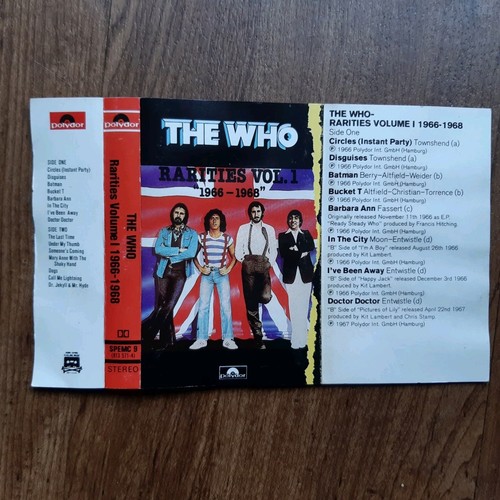 Polydor
SIDE ONE
Circles (Instant Party)
Disguises
Batman
Bucket T
Barbara Ann
In The City
I've Been Away
Doctor Doctor
SIDE TWO
The Last Time
Under My Thumb
Someone's Coming
Mary-Anne With The
Shaky Hand
Dogs
Call Me Lightning
Dr. Jekyll & Mr. Hyde
Polydor
THE WHO
Rarities Volume I 1966-1968
SPEMC 9
STEREO
THE WHO
RARITIES VOL.1
"1966-1968"
Polydor
THE WHO-
RARITIES VOLUME I 1966-1968
Side One
Circles (Instant Party) Townshend (a)
℗ 1966 Polydor Int. GmbH (Hamburg)
Disguises Townshend (a)
℗ 1966 Polydor Int. GmbH (Hamburg)
Batman Berry-Altfield-Weider (b)
℗ 1966 Polydor Int. GmbH (Hamburg)
Bucket T Altfield-Christian-Torrence (b)
℗ 1966 Polydor Int. GmbH (Hamburg)
Barbara Ann Fassert (c)
Originally released November 11th 1966 as E.P.
"Ready Steady Who" produced by Francis Hitching.
℗ 1966 Polydor Int. GmbH (Hamburg)
In The City Moon-Entwistle (d)
"B" Side of "I'm A Boy" released August 26th 1966
produced by Kit Lambert.
℗ 1966 Polydor Int. GmbH (Hamburg)
I've Been Away Entwistle (d)
"B" Side of "Happy Jack" released December 3rd 1966
produced by Kit Lambert.
℗ 1966 Polydor Int. GmbH (Hamburg)
Doctor Doctor Entwistle (d)
"B" Side of "Pictures of Lily" released April 22nd 1967
produced by Kit Lambert and Chris Stamp.
℗ 1967 Polydor Int. GmbH (Hamburg)